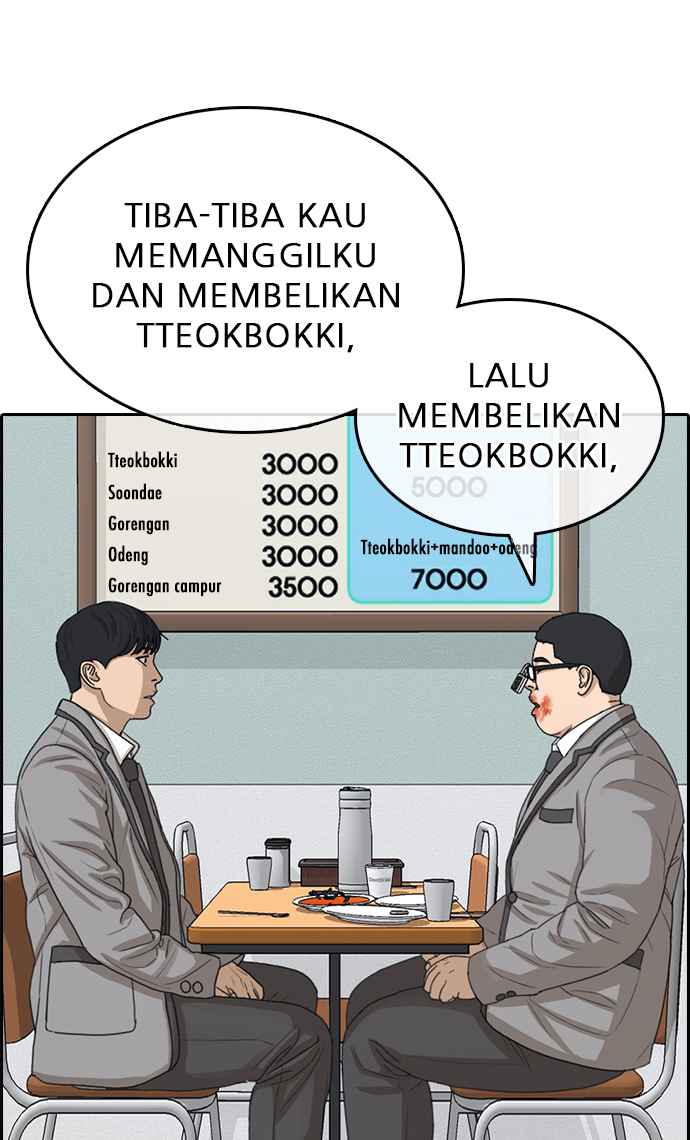 TIBA-TIBA KAU
MEMANGGILKU
DAN MEMBELIKAN
TTEOKBOKKI,
LALU
MEMBELIKAN
TTEOKBOKKI,
Tteokbokki 3000
Soondae 3000
Gorengan 3000
Odeng 3000
Gorengan campur 3500
5000
Tteokbokki+mandoo+odeng
7000